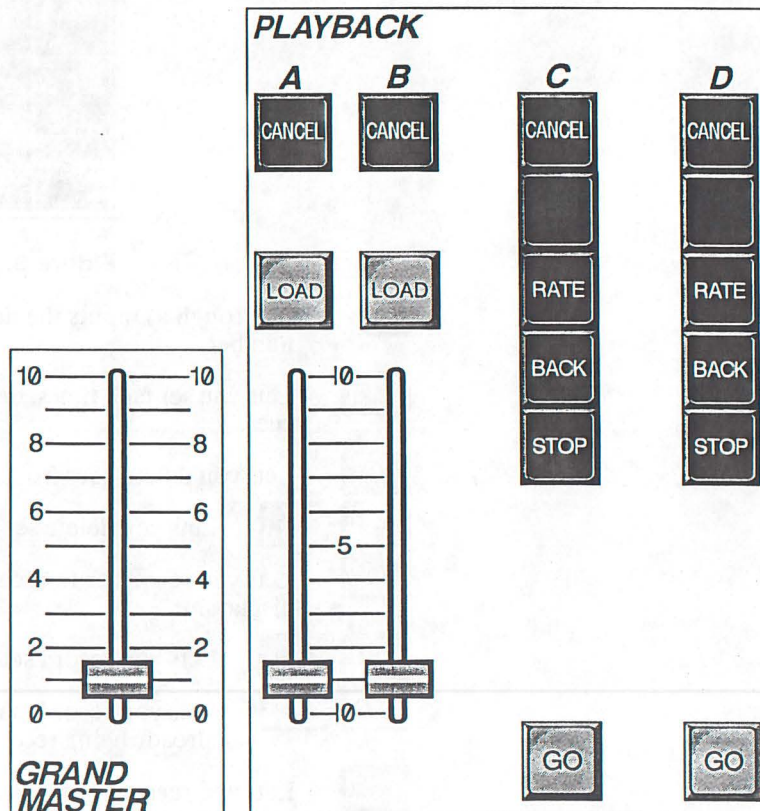 PLAYBACK
A B C D
CANCEL CANCEL CANCEL CANCEL
LOAD LOAD RATE RATE
BACK BACK
STOP STOP
10 10 10
8 8
6 6
5
4 4
2 2
0 0 10
GO GO
GRAND
MASTER